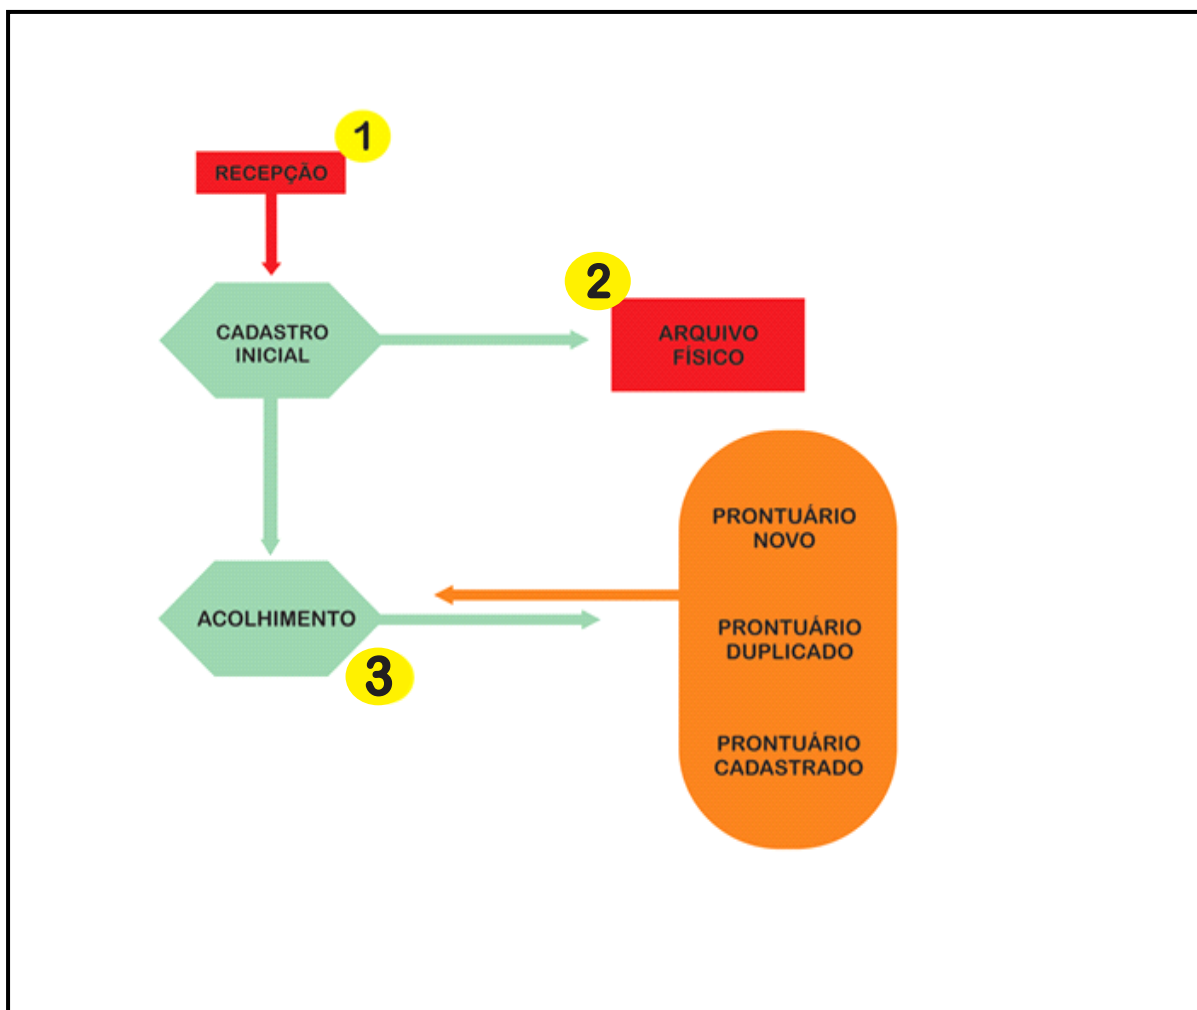 1
RECEPÇÃO
2
CADASTRO
INICIAL
ARQUIVO
FÍSICO
PRONTUÁRIO
NOVO
ACOLHIMENTO
3
PRONTUÁRIO
DUPLICADO
PRONTUÁRIO
CADASTRADO